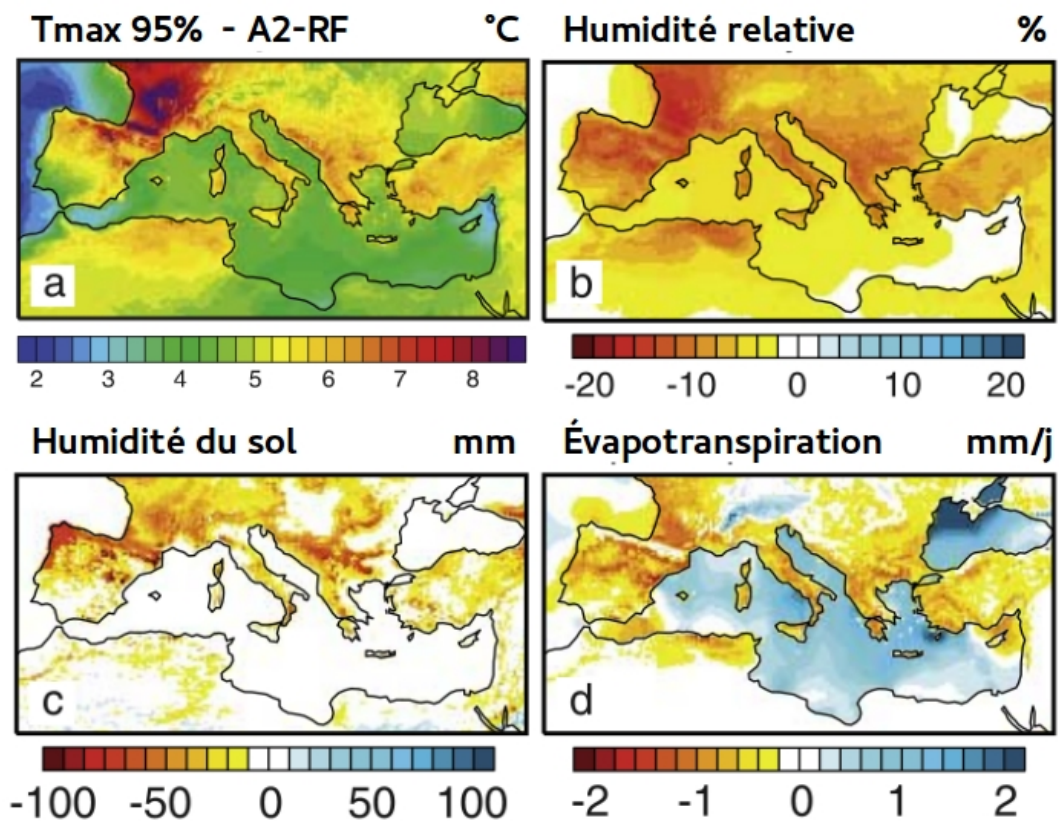 Tmax 95% - A2-RF °C
Humidité relative %
a
b
2 3 4 5 6 7 8
-20 -10 0 10 20
Humidité du sol mm
Évapotranspiration mm/j
c
d
-100 -50 0 50 100
-2 -1 0 1 2